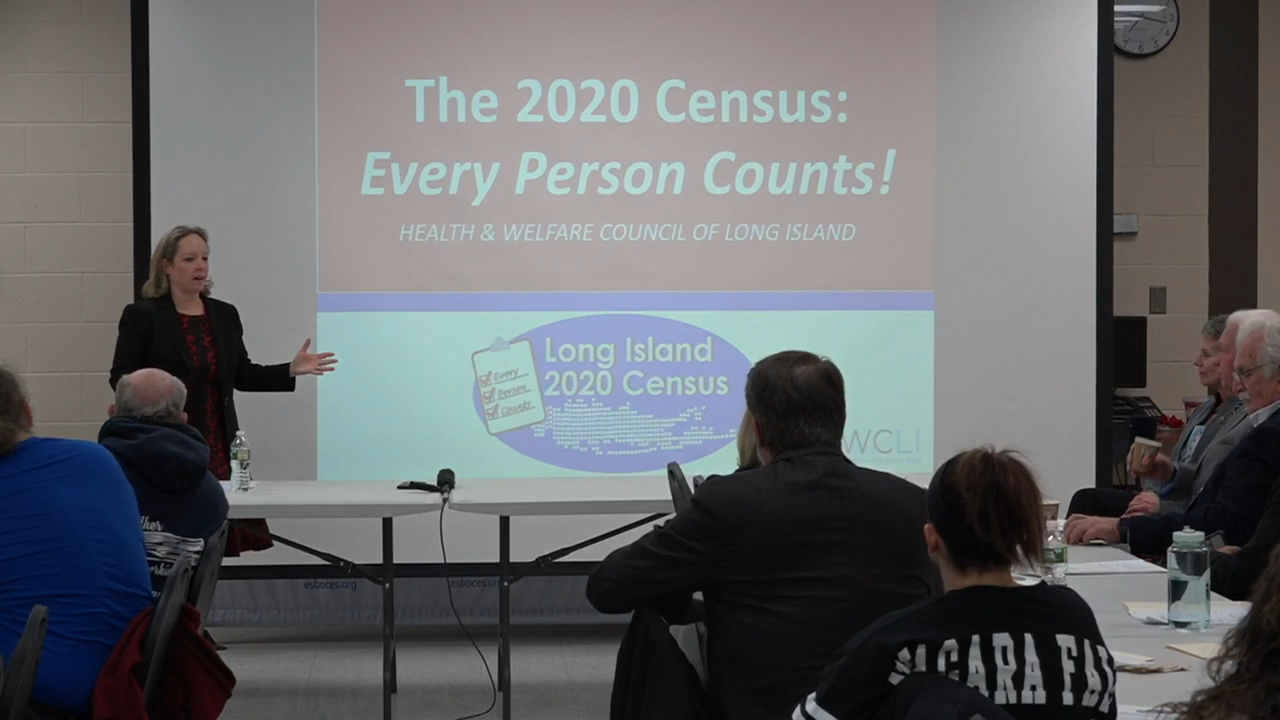 The 2020 Census:
Every Person Counts!
HEALTH & WELFARE COUNCIL OF LONG ISLAND
Long Island
2020 Census
Every
Person
Counts
WCLI
esboces.org
esboces.org